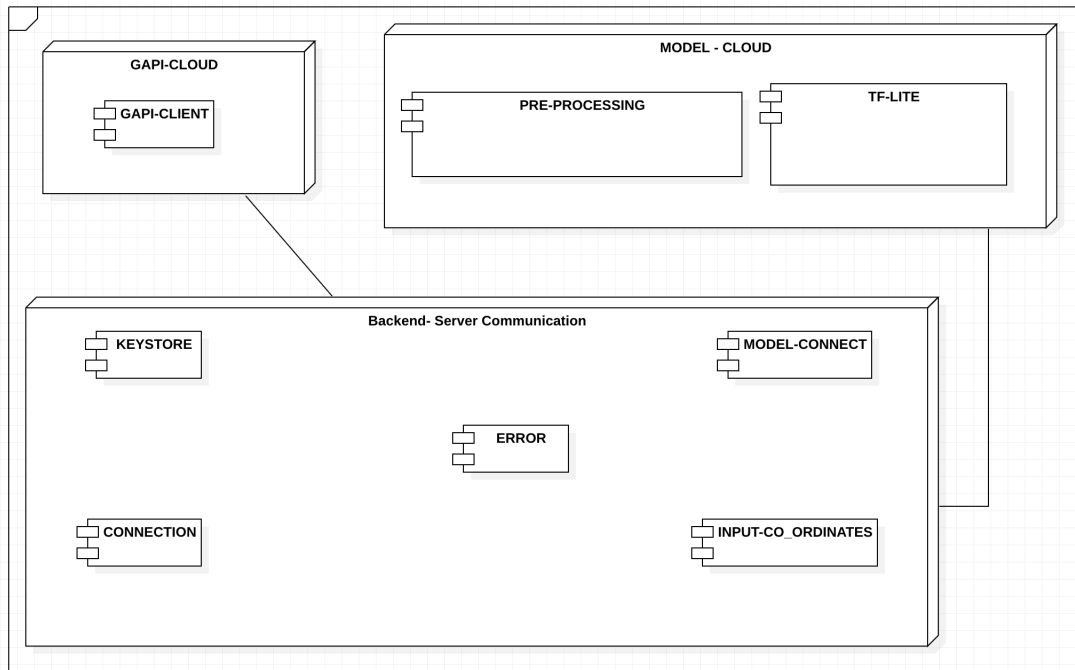 GAPI-CLOUD
GAPI-CLIENT
MODEL - CLOUD
PRE-PROCESSING
TF-LITE
Backend- Server Communication
KEYSTORE
MODEL-CONNECT
ERROR
CONNECTION
INPUT-CO_ORDINATES